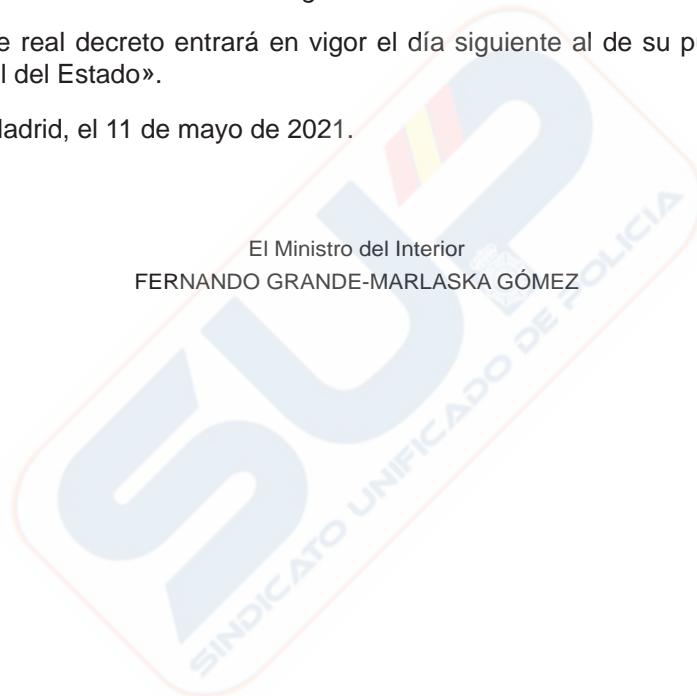 e real decreto entrará en vigor el día siguiente al de su p
l del Estado».
adrid, el 11 de mayo de 2021.
El Ministro del Interior
FERNANDO GRANDE-MARLASKA GÓMEZ
SUP
SINDICATO UNIFICADO DE POLICIA